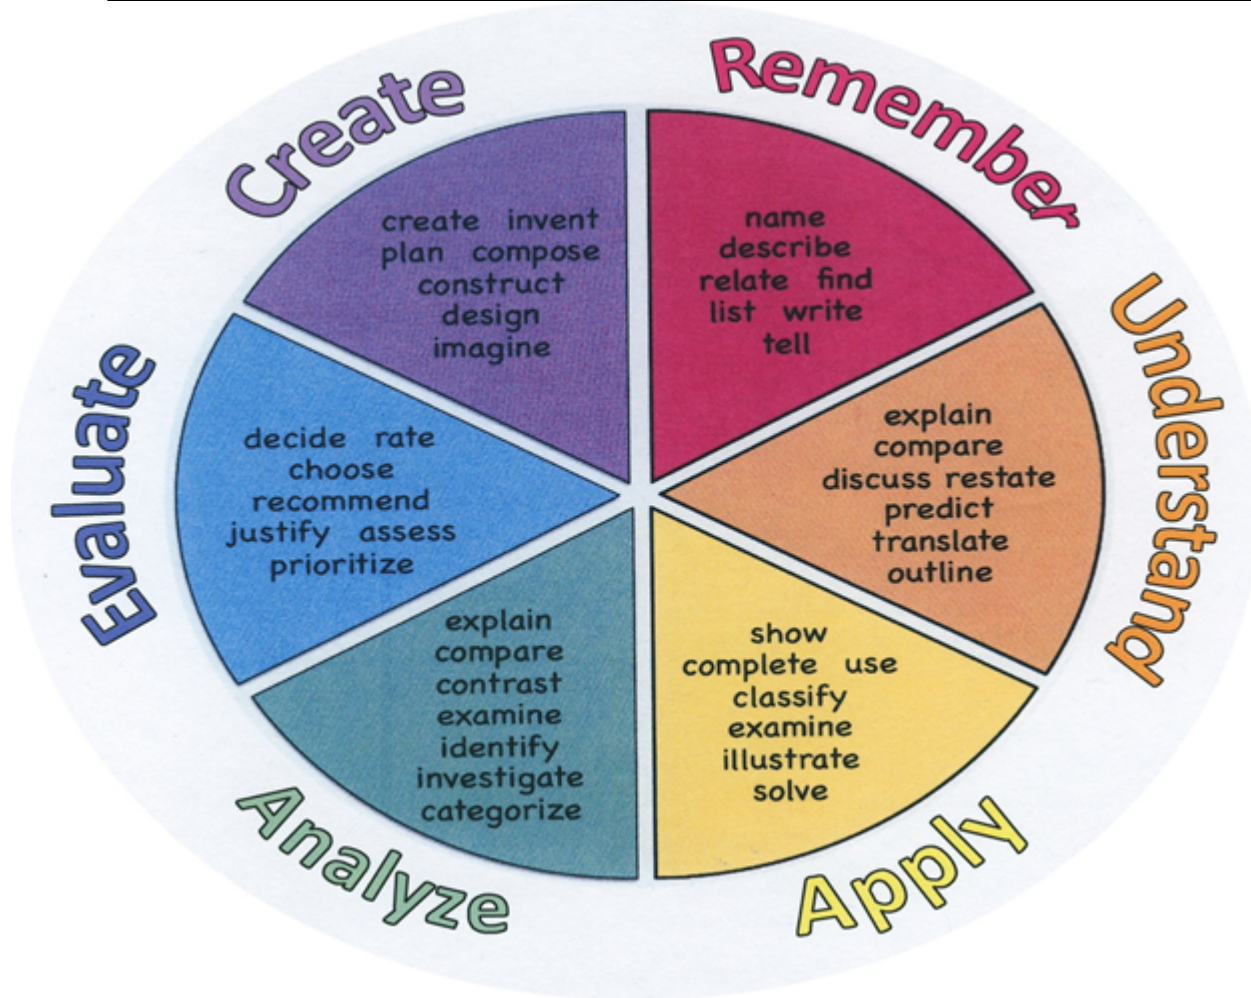 Remember
name
describe
relate find
list write
tell
Understand
explain
compare
discuss restate
predict
translate
outline
Apply
show
complete use
classify
examine
illustrate
solve
Analyze
explain
compare
contrast
examine
identify
investigate
categorize
Evaluate
decide rate
choose
recommend
justify assess
prioritize
Create
create invent
plan compose
construct
design
imagine